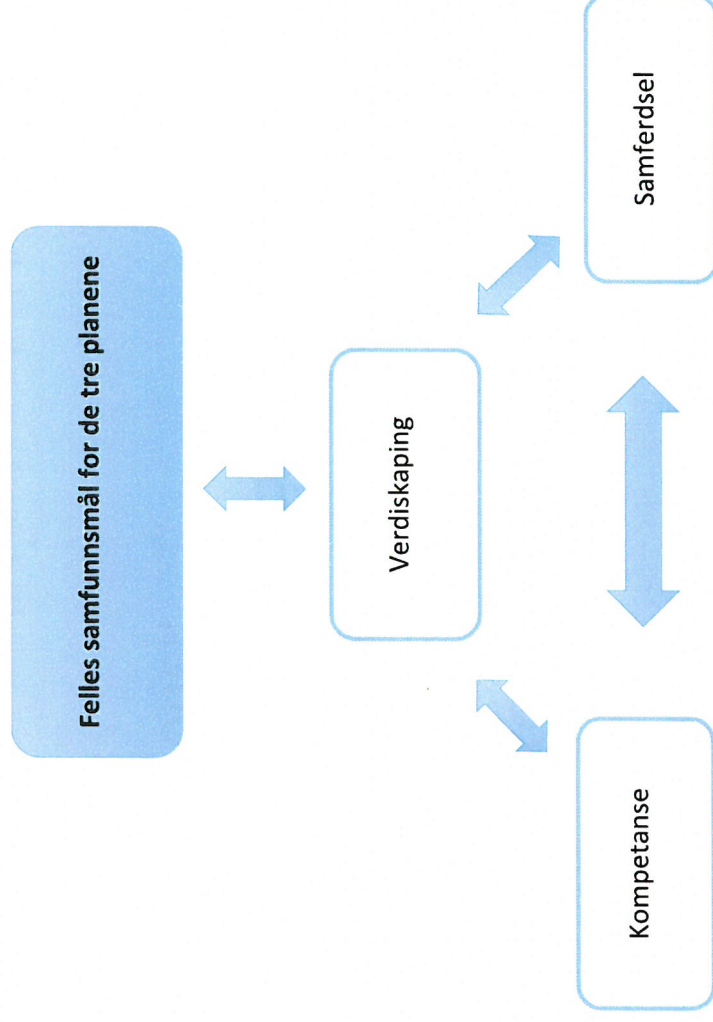 Felles samfunnsmål for de tre planene
Verdiskaping
Kompetanse
Samferdsel